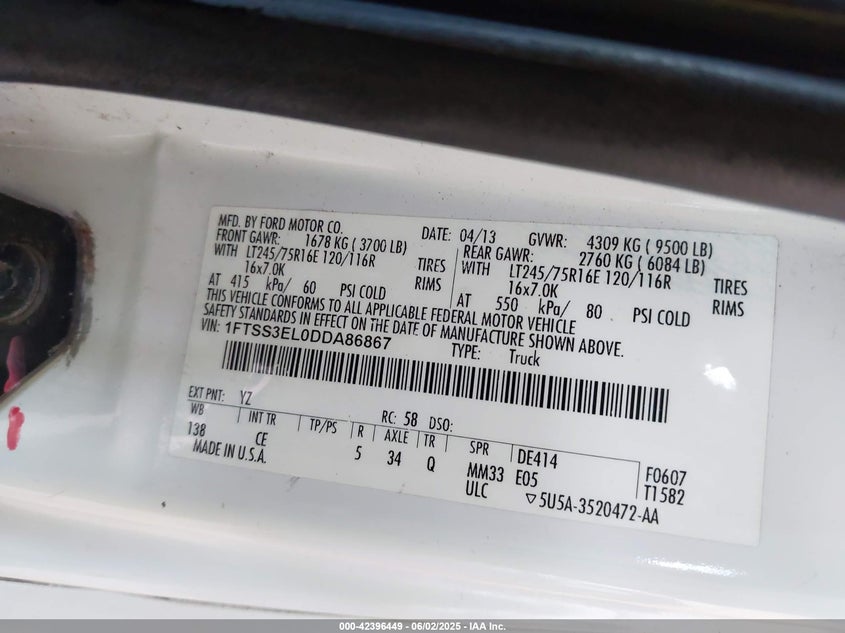 MFD. BY FORD MOTOR CO. DATE: 04/13 GVWR: 4309 KG ( 9500 LB)
FRONT GAWR: 1678 KG ( 3700 LB) REAR GAWR: 2760 KG ( 6084 LB)
WITH LT245/75R16E 120/116R TIRES WITH LT245/75R16E 120/116R TIRES
16x7.0K RIMS 16x7.0K RIMS
AT 415 kPa/ 60 PSI COLD AT 550 kPa/ 80 PSI COLD
THIS VEHICLE CONFORMS TO ALL APPLICABLE FEDERAL MOTOR VEHICLE
SAFETY STANDARDS IN EFFECT ON THE DATE OF MANUFACTURE SHOWN ABOVE.
VIN: 1FTSS3EL0DDA86867 TYPE: Truck
EXT PNT: YZ RC: 58 DSO:
WB INT TR TP/PS R AXLE TR SPR DE414 F0607
138 CE 5 34 Q MM33 E05 T1582
MADE IN U.S.A. ULC ▽5U5A-3520472-AA
000-42396449 - 06/02/2025 - IAA Inc.